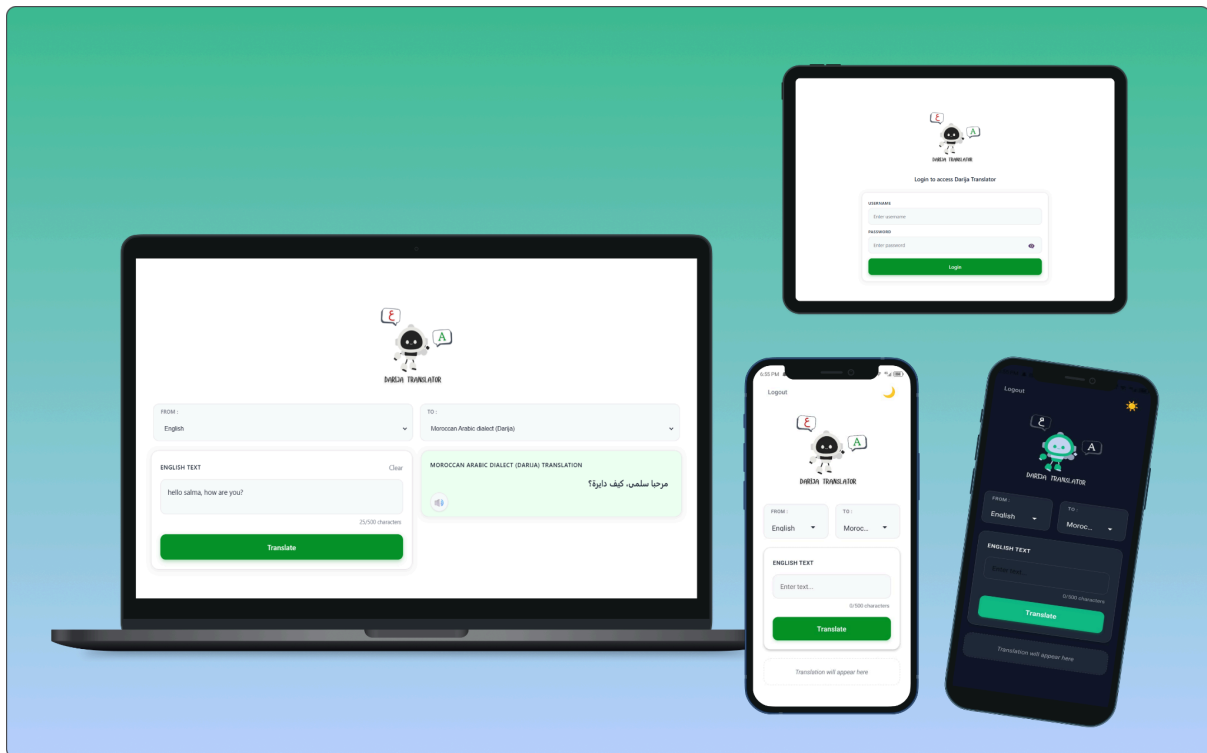 ع
A
DARIJA TRANSLATOR
Login to access Darija Translator
USERNAME
Enter username
PASSWORD
Enter password
Login
ع
A
DARIJA TRANSLATOR
FROM :
English
TO :
Moroccan Arabic dialect (Darija)
ENGLISH TEXT
Clear
hello salma, how are you?
25/500 characters
Translate
MOROCCAN ARABIC DIALECT (DARIJA) TRANSLATION
مرحبا سلمى، كيف دايرة؟
6:35 PM
Logout
ع
A
DARIJA TRANSLATOR
FROM :
English
TO :
Moroc...
ENGLISH TEXT
Enter text...
0/500 characters
Translate
Translation will appear here
Logout
ع
A
DARIJA TRANSLATOR
FROM :
English
TO :
Moroc...
ENGLISH TEXT
Enter text...
0/500 characters
Translate
Translation will appear here